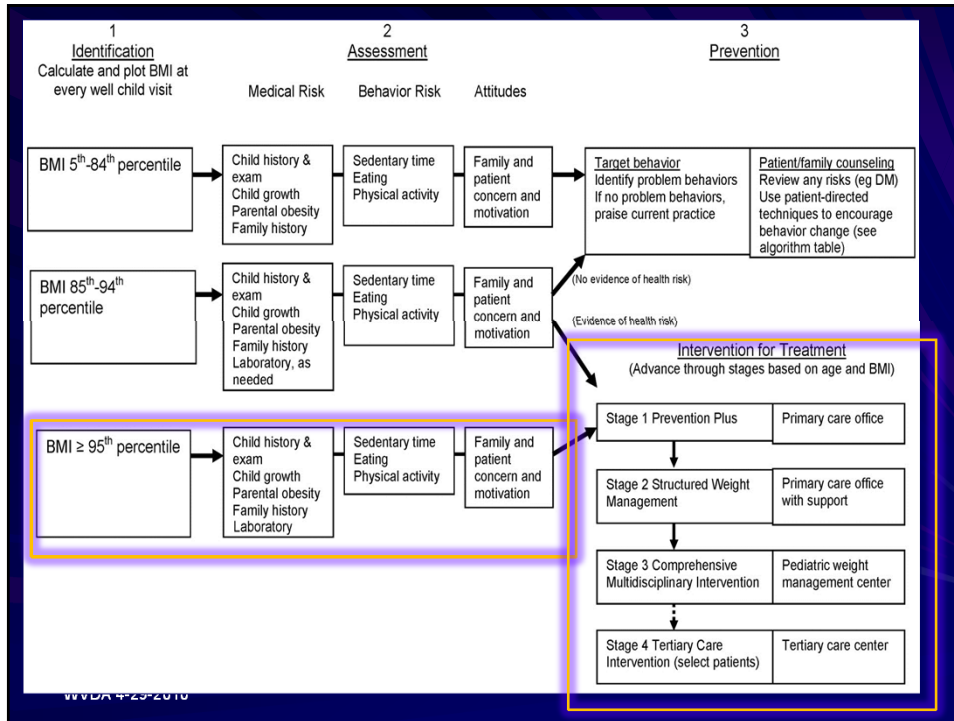 1
Identification
Calculate and plot BMI at
every well child visit
2
Assessment
Medical Risk
Behavior Risk
Attitudes
3
Prevention
BMI 5th-84th percentile
Child history &
exam
Child growth
Parental obesity
Family history
Sedentary time
Eating
Physical activity
Family and
patient
concern and
motivation
Target behavior
Identify problem behaviors
If no problem behaviors,
praise current practice
Patient/family counseling
Review any risks (eg DM)
Use patient-directed
techniques to encourage
behavior change (see
algorithm table)
BMI 85th-94th
percentile
Child history &
exam
Child growth
Parental obesity
Family history
Laboratory, as
needed
Sedentary time
Eating
Physical activity
Family and
patient
concern and
motivation
(No evidence of health risk)
(Evidence of health risk)
BMI ≥ 95th percentile
Child history &
exam
Child growth
Parental obesity
Family history
Laboratory
Sedentary time
Eating
Physical activity
Family and
patient
concern and
motivation
Intervention for Treatment
(Advance through stages based on age and BMI)
Stage 1 Prevention Plus
Primary care office
Stage 2 Structured Weight
Management
Primary care office
with support
Stage 3 Comprehensive
Multidisciplinary Intervention
Pediatric weight
management center
Stage 4 Tertiary Care
Intervention (select patients)
Tertiary care center
WVDA 4-29-2010